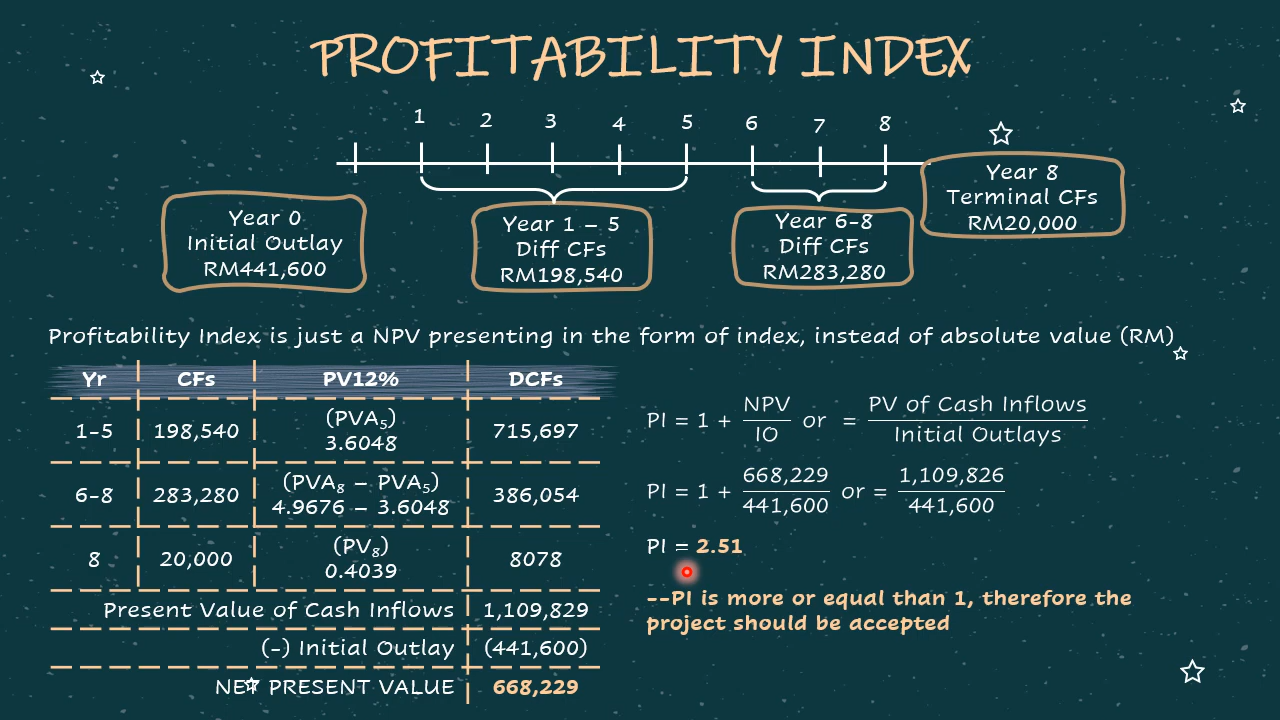 PROFITABILITY INDEX
1 2 3 4 5 6 7 8
Year 0
Initial Outlay
RM441,600
Year 1 – 5
Diff CFs
RM198,540
Year 6-8
Diff CFs
RM283,280
Year 8
Terminal CFs
RM20,000
Profitability Index is just a NPV presenting in the form of index, instead of absolute value (RM)
Yr CFs PV12% DCFs
1-5 198,540 (PVA5) 3.6048 715,697
6-8 283,280 (PVA8 – PVA5) 4.9676 – 3.6048 386,054
8 20,000 (PV8) 0.4039 8078
Present Value of Cash Inflows 1,109,829
(-) Initial Outlay (441,600)
NET PRESENT VALUE 668,229
PI = 1 + NPV/IO or = PV of Cash Inflows/Initial Outlays
PI = 1 + 668,229/441,600 or = 1,109,826/441,600
PI = 2.51
--PI is more or equal than 1, therefore the
project should be accepted